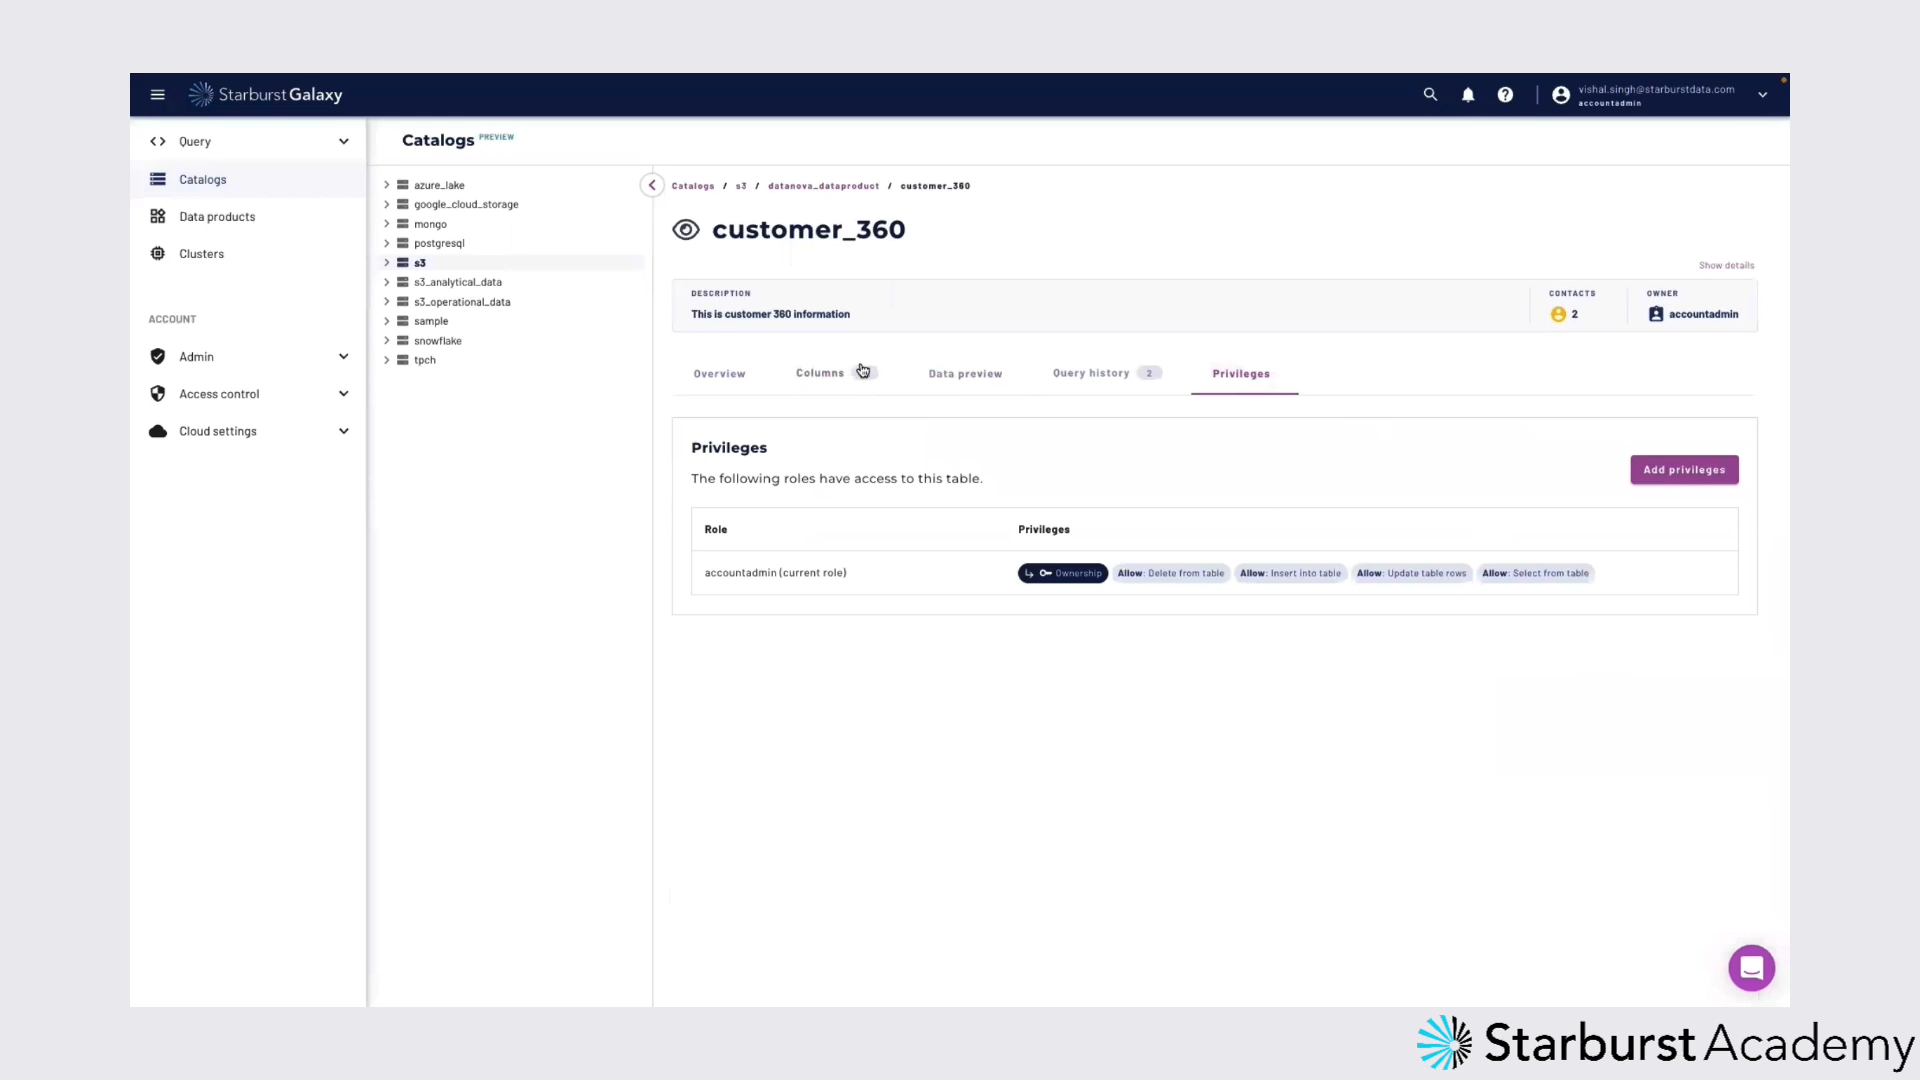 Starburst Galaxy
vishal.singh@starburstdata.com
accountadmin
Query
Catalogs
Data products
Clusters
ACCOUNT
Admin
Access control
Cloud settings
Catalogs PREVIEW
azure_lake
google_cloud_storage
mongo
postgresql
s3
s3_analytical_data
s3_operational_data
sample
snowflake
tpch
Catalogs / s3 / datanova_dataproduct / customer_360
customer_360
Show details
DESCRIPTION
This is customer 360 information
CONTACTS
2
OWNER
accountadmin
Overview Columns Data preview Query history 2 Privileges
Privileges
The following roles have access to this table.
Add privileges
Role Privileges
accountadmin (current role) Ownership Allow: Delete from table Allow: Insert into table Allow: Update table rows Allow: Select from table
Starburst Academy